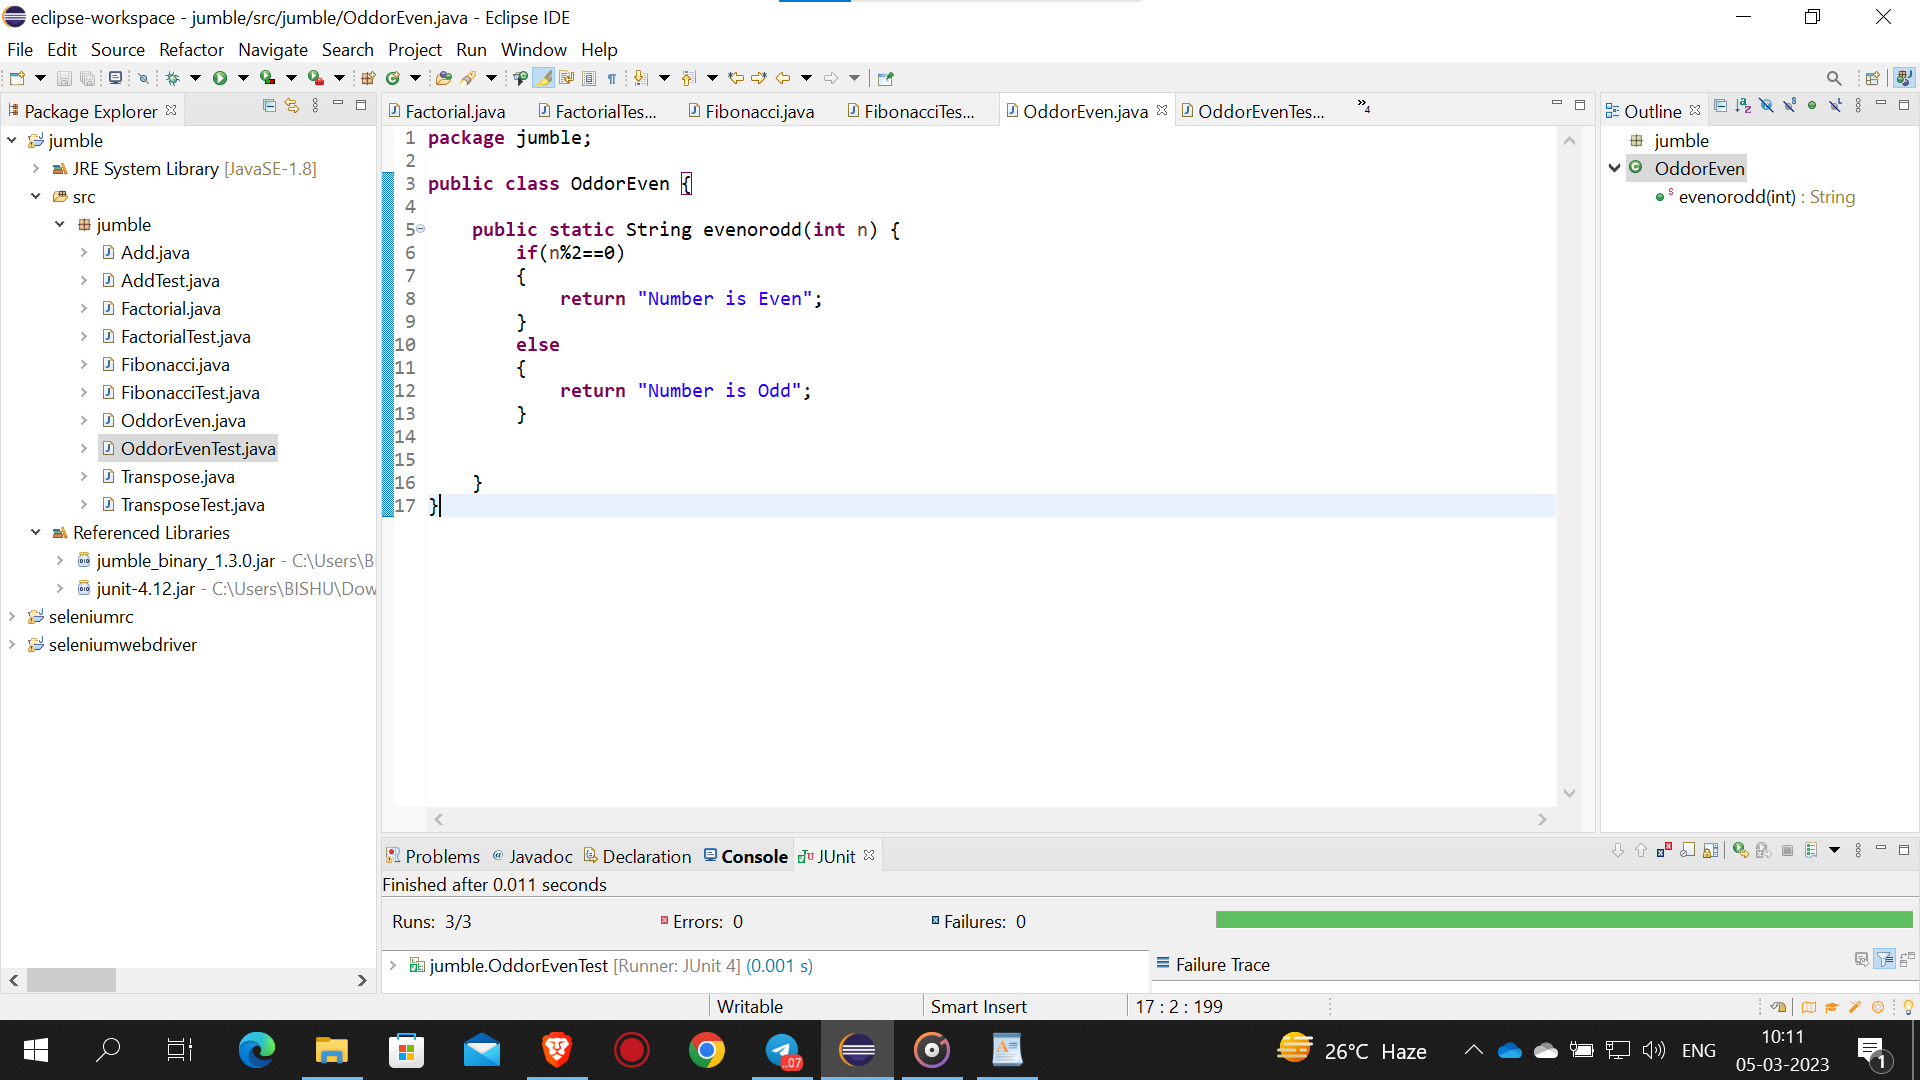 eclipse-workspace - jumble/src/jumble/OddorEven.java - Eclipse IDE
File Edit Source Refactor Navigate Search Project Run Window Help
Package Explorer
jumble
JRE System Library [JavaSE-1.8]
src
jumble
Add.java
AddTest.java
Factorial.java
FactorialTest.java
Fibonacci.java
FibonacciTest.java
OddorEven.java
OddorEvenTest.java
Transpose.java
TransposeTest.java
Referenced Libraries
jumble_binary_1.3.0.jar - C:\Users\B
junit-4.12.jar - C:\Users\BISHU\Dow
seleniumrc
seleniumwebdriver
Factorial.java FactorialTes... Fibonacci.java FibonacciTes... OddorEven.java OddorEvenTes... »4
1 package jumble;
2
3 public class OddorEven {
4
5 public static String evenorodd(int n) {
6 if(n%2==0)
7 {
8 return "Number is Even";
9 }
10 else
11 {
12 return "Number is Odd";
13 }
14
15
16 }
17 }
Outline
jumble
OddorEven
evenorodd(int) : String
Problems Javadoc Declaration Console JUnit
Finished after 0.011 seconds
Runs: 3/3 Errors: 0 Failures: 0
jumble.OddorEvenTest [Runner: JUnit 4] (0.001 s)
Failure Trace
Writable Smart Insert 17 : 2 : 199
..07
26°C Haze
ENG
10:11
05-03-2023
1